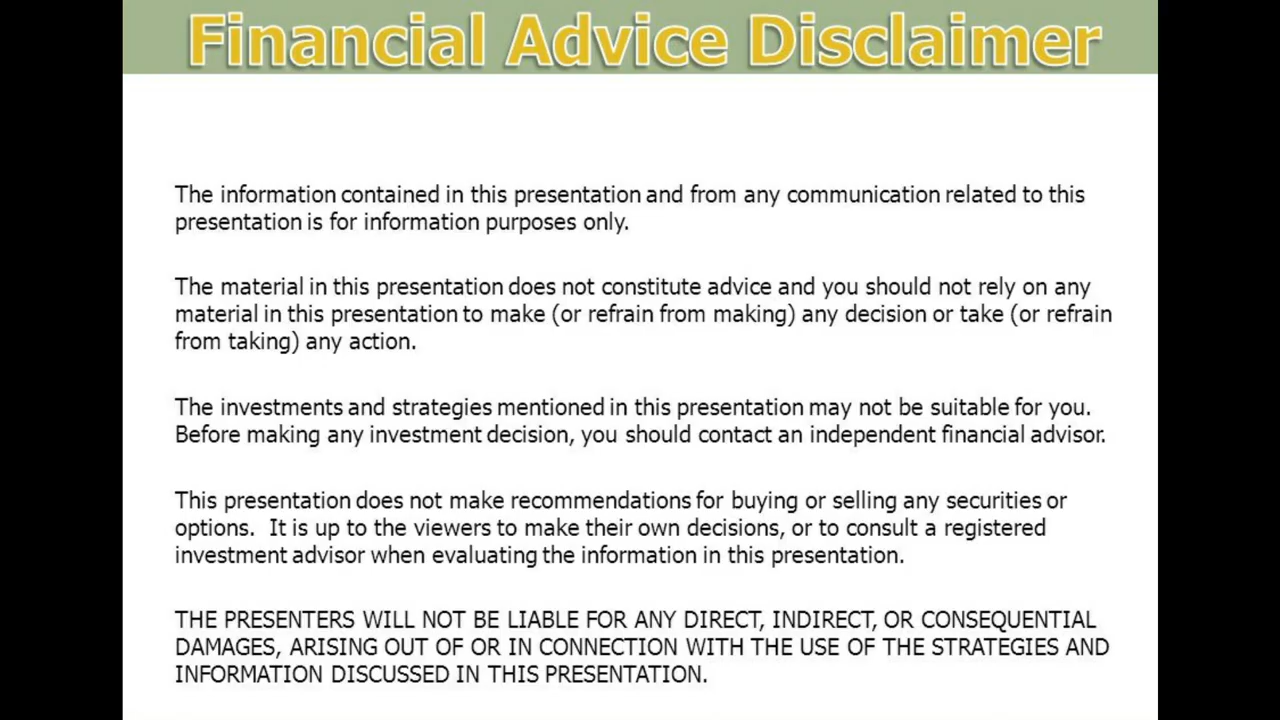 Financial Advice Disclaimer
The information contained in this presentation and from any communication related to this
presentation is for information purposes only.
The material in this presentation does not constitute advice and you should not rely on any
material in this presentation to make (or refrain from making) any decision or take (or refrain
from taking) any action.
The investments and strategies mentioned in this presentation may not be suitable for you.
Before making any investment decision, you should contact an independent financial advisor.
This presentation does not make recommendations for buying or selling any securities or
options.  It is up to the viewers to make their own decisions, or to consult a registered
investment advisor when evaluating the information in this presentation.
THE PRESENTERS WILL NOT BE LIABLE FOR ANY DIRECT, INDIRECT, OR CONSEQUENTIAL
DAMAGES, ARISING OUT OF OR IN CONNECTION WITH THE USE OF THE STRATEGIES AND
INFORMATION DISCUSSED IN THIS PRESENTATION.